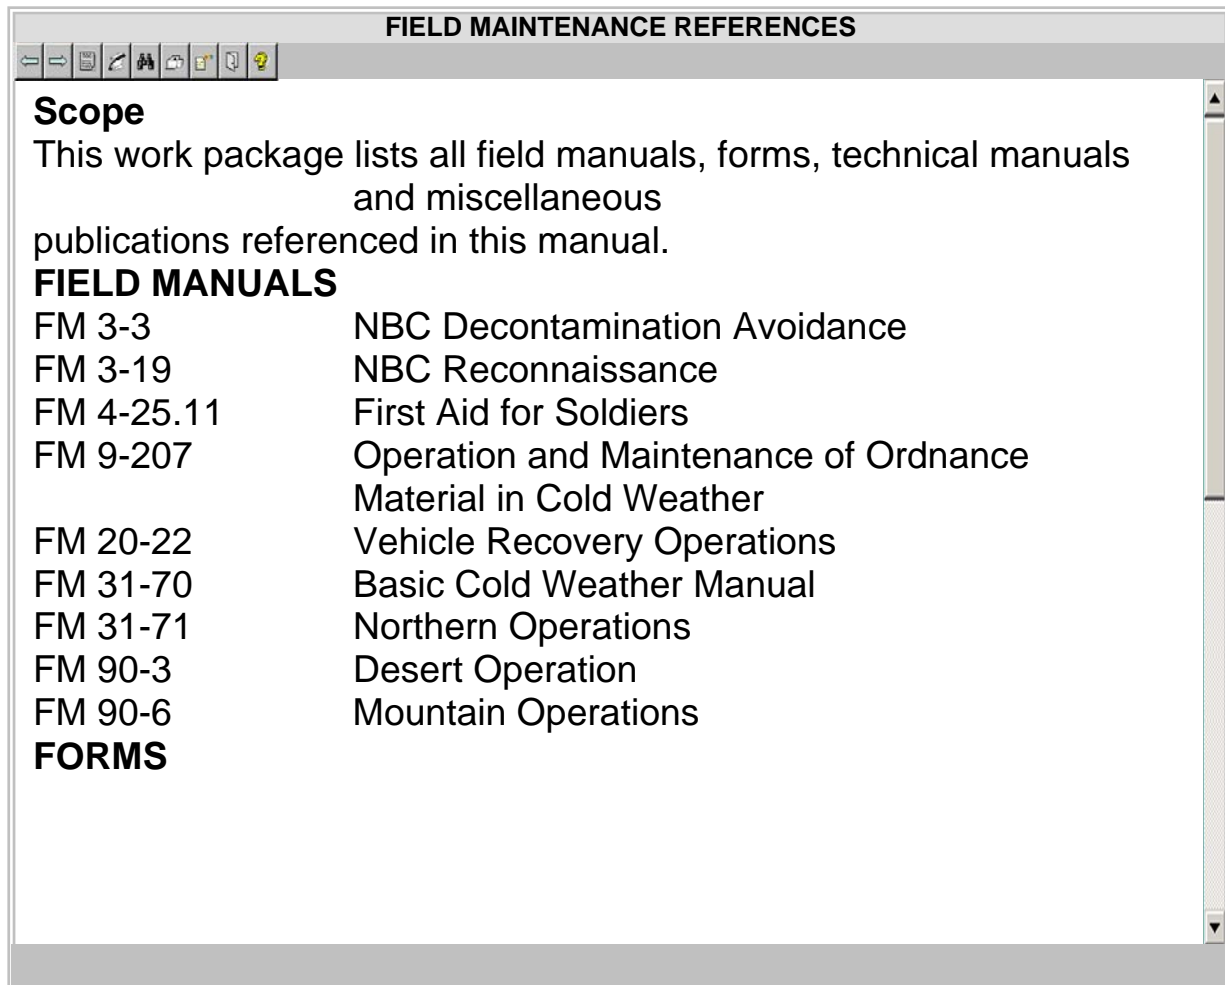 FIELD MAINTENANCE REFERENCES
Scope
This work package lists all field manuals, forms, technical manuals
and miscellaneous
publications referenced in this manual.
FIELD MANUALS
FM 3-3 NBC Decontamination Avoidance
FM 3-19 NBC Reconnaissance
FM 4-25.11 First Aid for Soldiers
FM 9-207 Operation and Maintenance of Ordnance
Material in Cold Weather
FM 20-22 Vehicle Recovery Operations
FM 31-70 Basic Cold Weather Manual
FM 31-71 Northern Operations
FM 90-3 Desert Operation
FM 90-6 Mountain Operations
FORMS